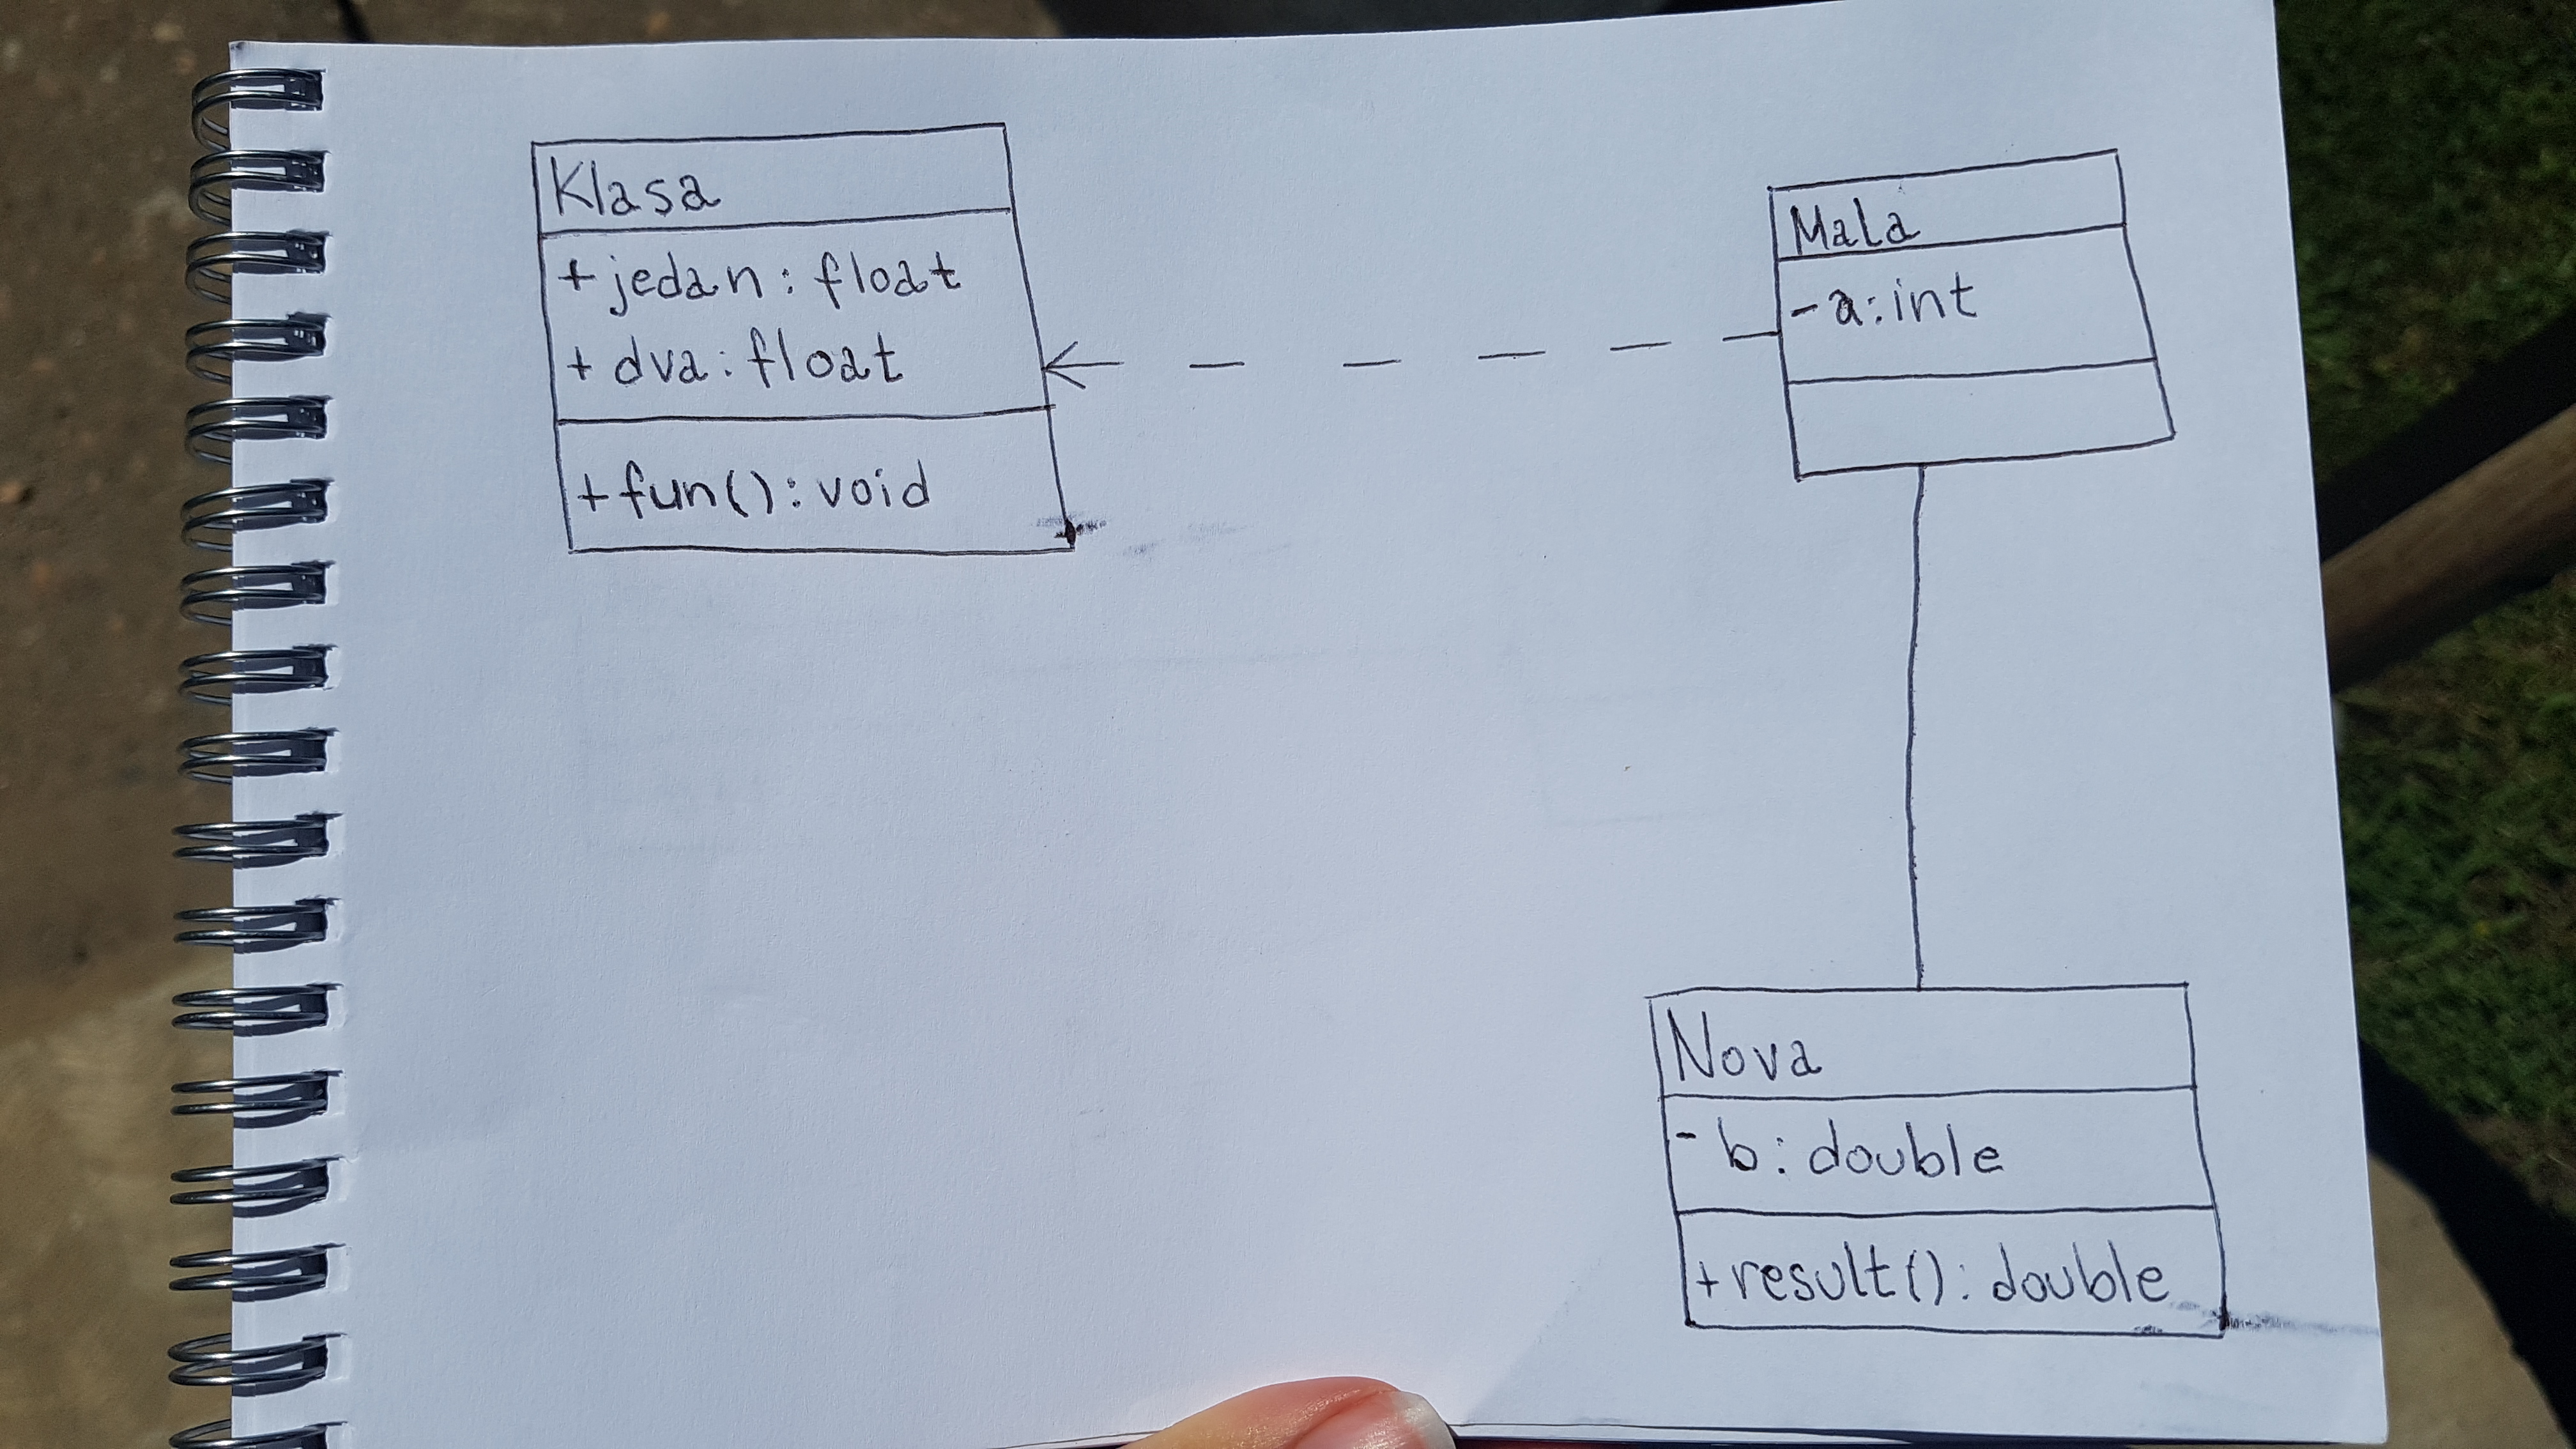 Klasa
+ jedan: float
+ dva: float
+ fun(): void
Mala
- a: int
Nova
- b: double
+ result(): double